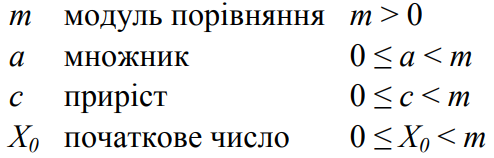 m модуль порівняння m > 0
a множник 0 ≤ a < m
c приріст 0 ≤ c < m
X₀ початкове число 0 ≤ X₀ < m